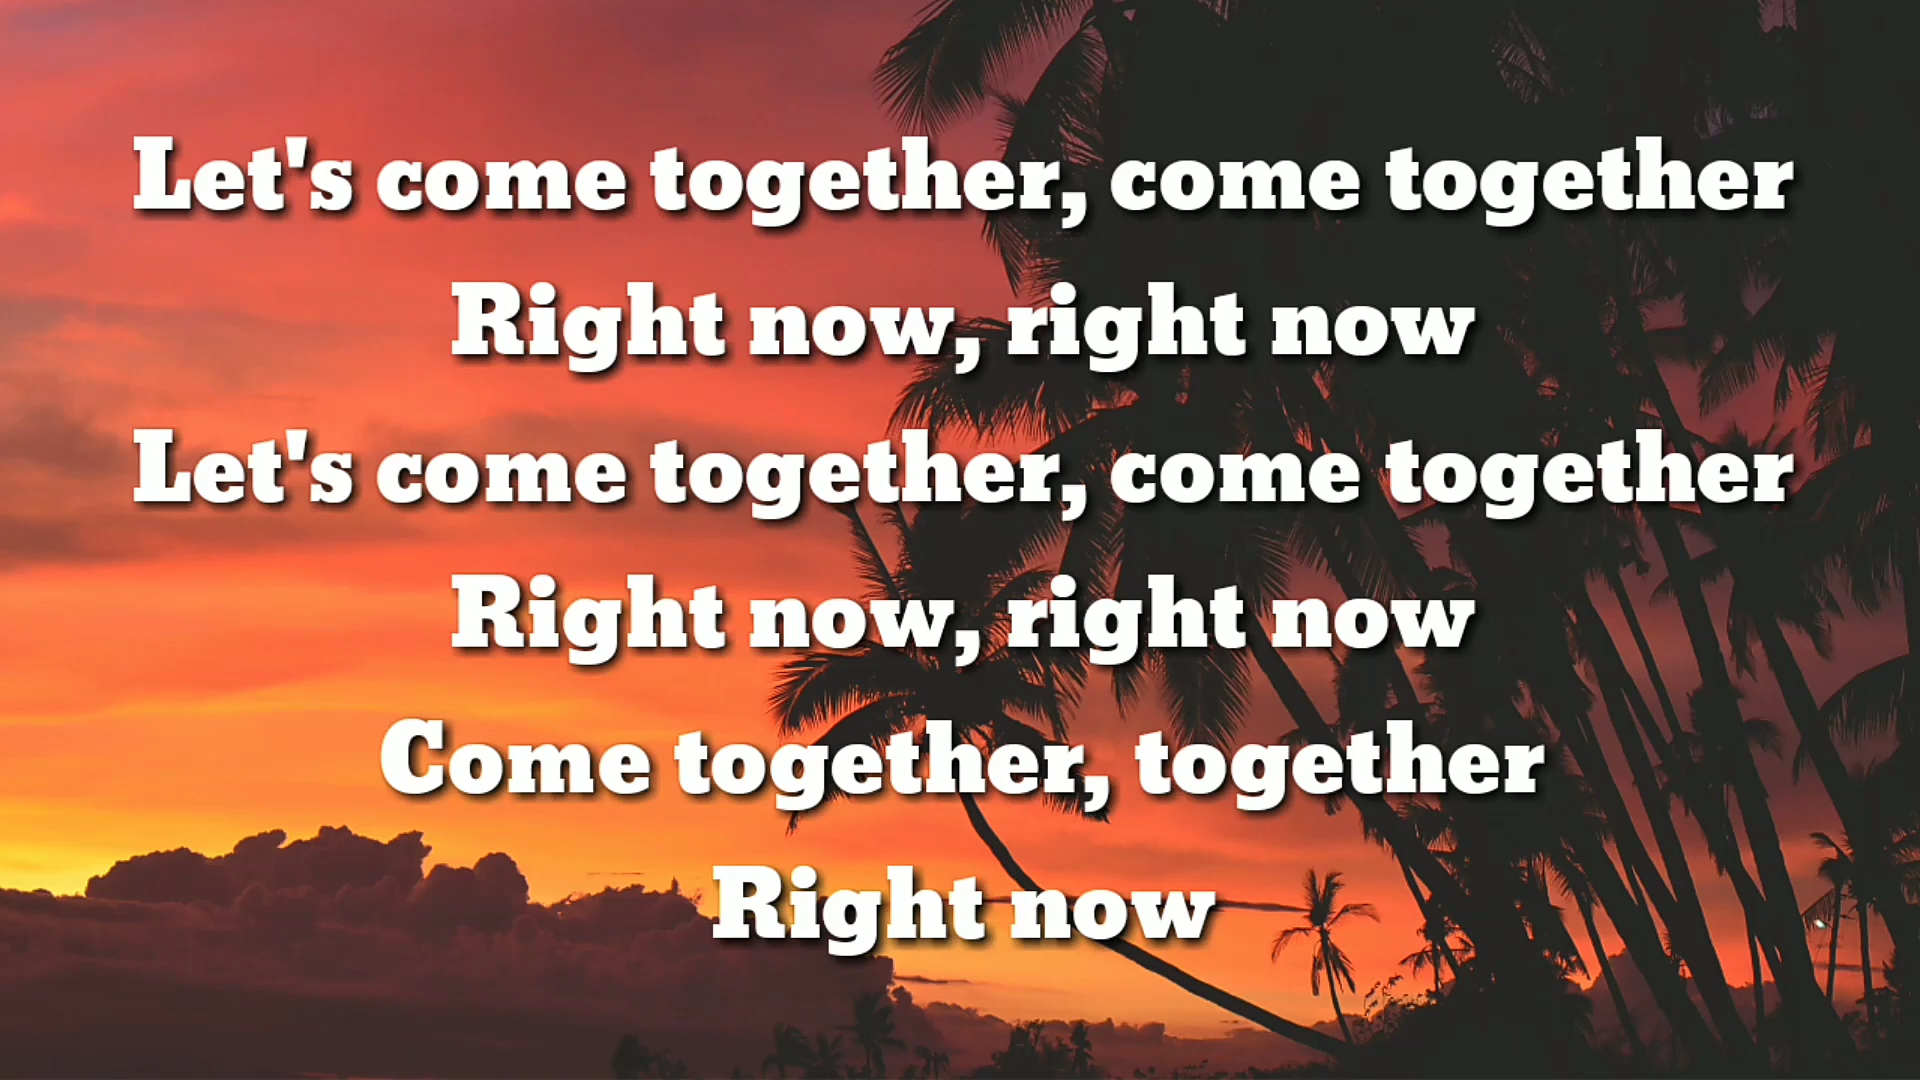 Let's come together, come together
Right now, right now
Let's come together, come together
Right now, right now
Come together, together
Right now